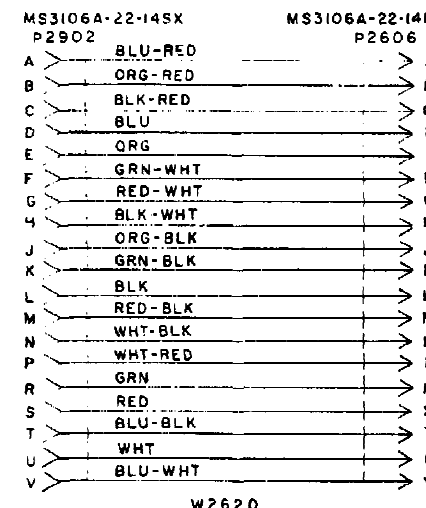 MS3106A-22-14SX MS3106A-22-14
P2902 P2606
A BLU-RED
B ORG-RED
C BLK-RED
D BLU
E ORG
F GRN-WHT
G RED-WHT
H BLK-WHT
J ORG-BLK J
K GRN-BLK
L BLK
M RED-BLK
N WHT-BLK
P WHT-RED
R GRN
S RED
T BLU-BLK
U WHT
V BLU-WHT
W2620